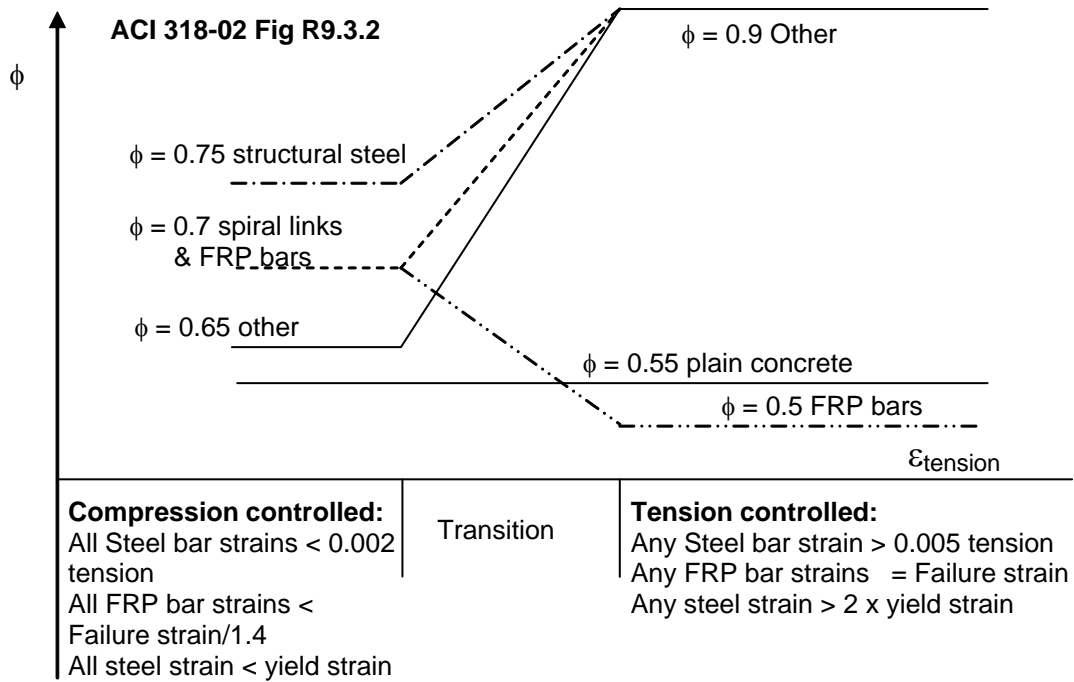 ACI 318-02 Fig R9.3.2
ϕ
ϕ = 0.9 Other
ϕ = 0.75 structural steel
ϕ = 0.7 spiral links
& FRP bars
ϕ = 0.65 other
ϕ = 0.55 plain concrete
ϕ = 0.5 FRP bars
εtension
Compression controlled:
All Steel bar strains < 0.002
tension
All FRP bar strains <
Failure strain/1.4
All steel strain < yield strain
Transition
Tension controlled:
Any Steel bar strain > 0.005 tension
Any FRP bar strains = Failure strain
Any steel strain > 2 x yield strain